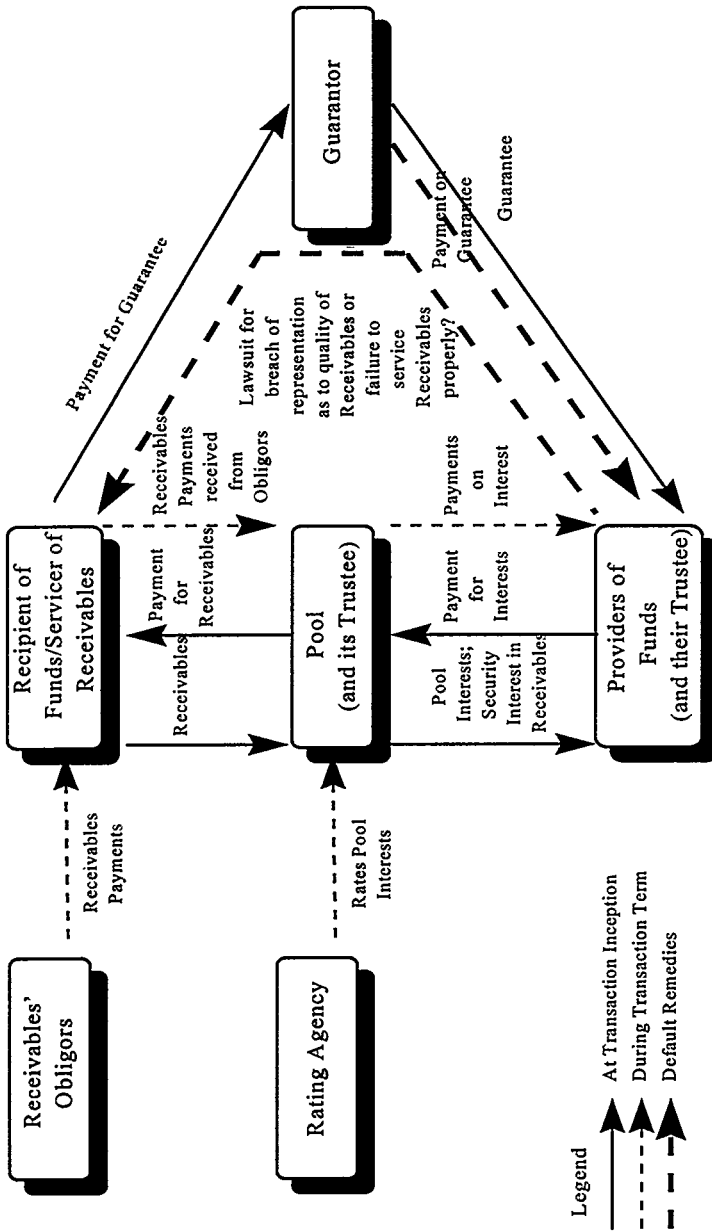 Receivables'
Obligors
Receivables
Payments
Recipient of
Funds/Servicer of
Receivables
Payment for Guarantee
Receivables
Payment
for
Receivables
Receivables
Payments
received
from
Obligors
Lawsuit for
breach of
representation
as to quality of
Receivables or
failure to
service
Receivables
properly?
Guarantor
Rating Agency
Rates Pool
Interests
Pool
(and its Trustee)
Payment on
Guarantee
Guarantee
Pool
Interests;
Security
Interest in
Receivables
Payment
for
Interests
Payments
on
Interest
Providers of
Funds
(and their Trustee)
Legend
At Transaction Inception
During Transaction Term
Default Remedies